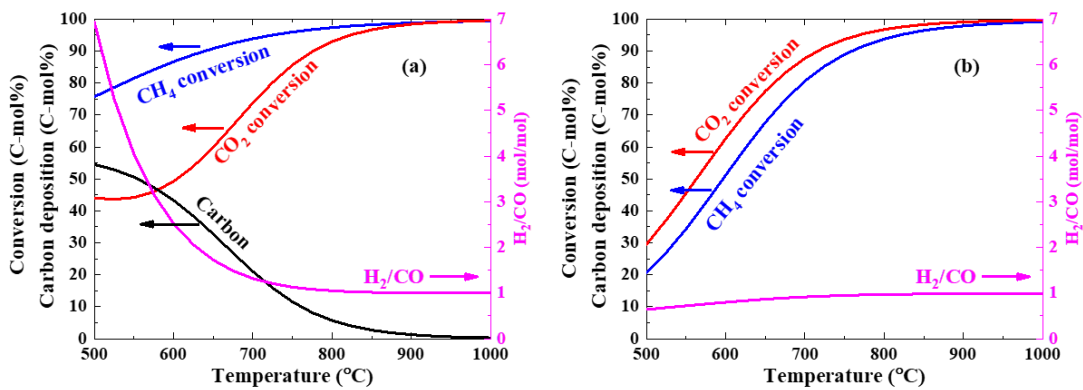 100
90
80
70
60
50
40
30
20
10
0
Conversion (C-mol%)
Carbon deposition (C-mol%)
7
6
5
4
3
2
1
0
H₂/CO (mol/mol)
(a)
CH₄ conversion
CO₂ conversion
Carbon
H₂/CO
500 600 700 800 900 1000
Temperature (°C)
100
90
80
70
60
50
40
30
20
10
0
Conversion (C-mol%)
Carbon deposition (C-mol%)
7
6
5
4
3
2
1
0
H₂/CO (mol/mol)
(b)
CO₂ conversion
CH₄ conversion
H₂/CO
500 600 700 800 900 1000
Temperature (°C)